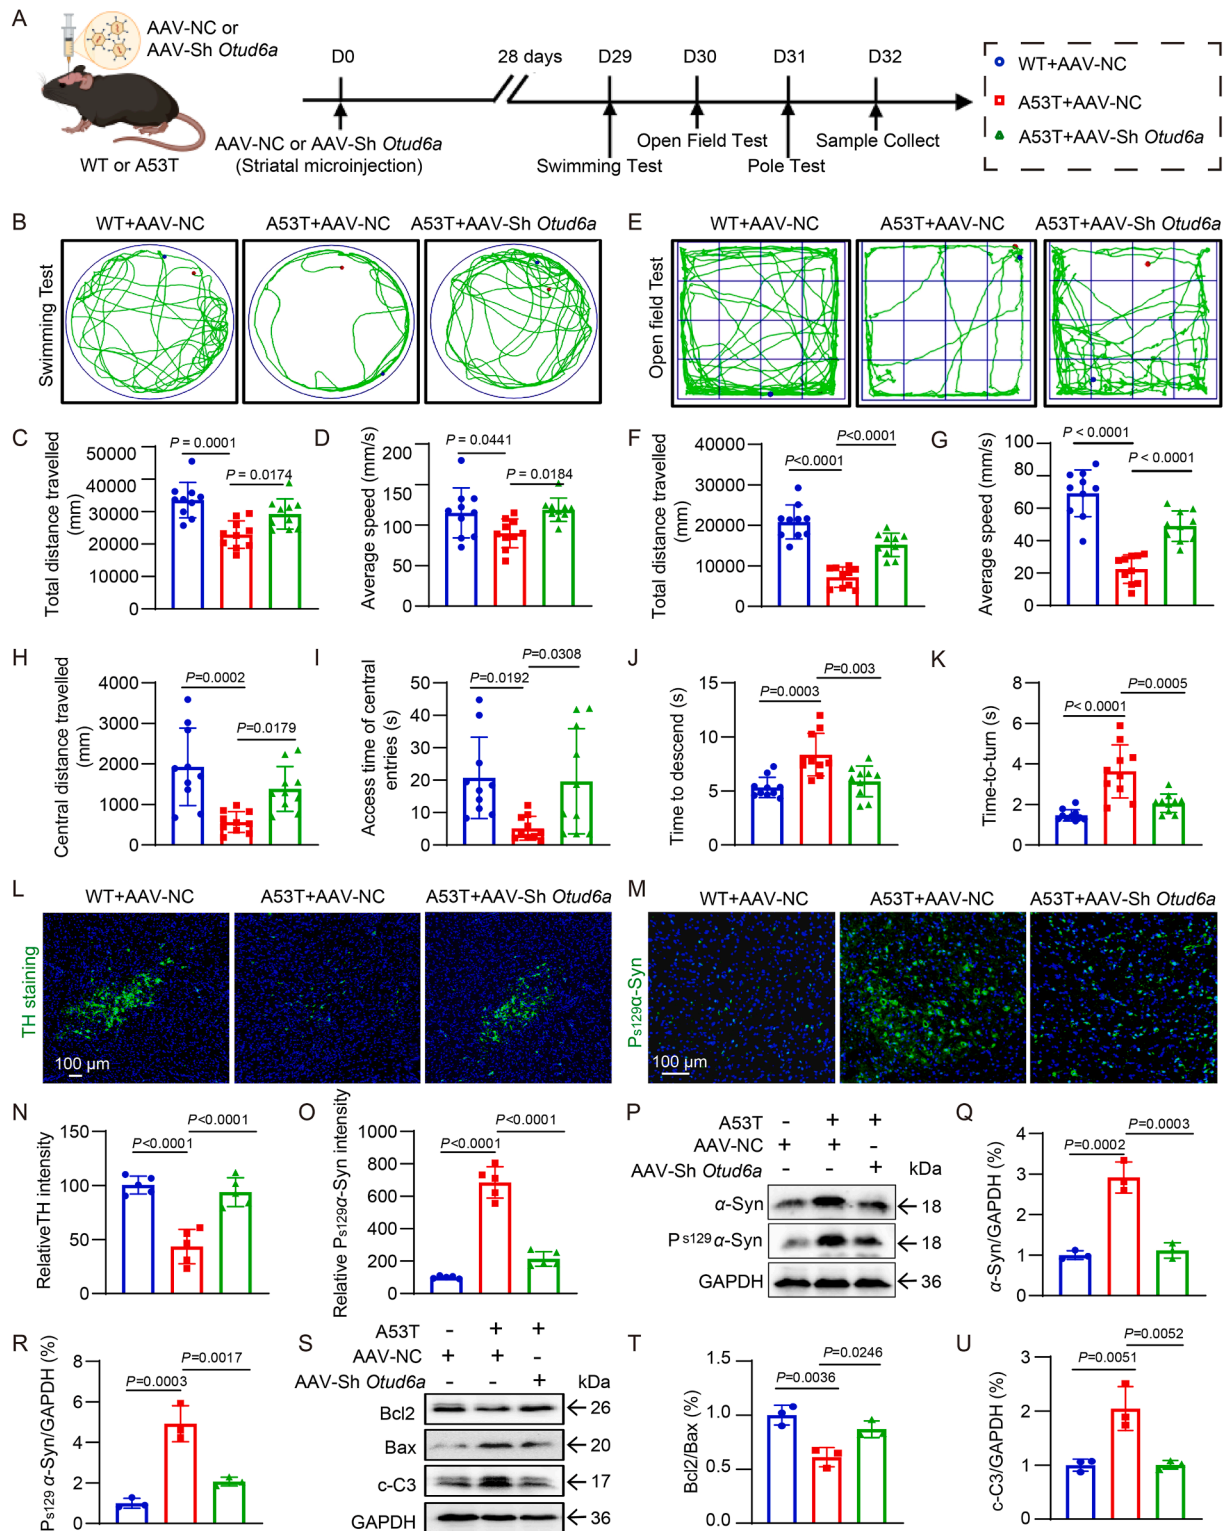 A
AAV-NC or
AAV-Sh Otud6a
WT or A53T
D0
28 days
D29
D30
D31
D32
AAV-NC or AAV-Sh Otud6a
(Striatal microinjection)
Swimming Test
Open Field Test
Pole Test
Sample Collect
WT+AAV-NC
A53T+AAV-NC
A53T+AAV-Sh Otud6a
B
WT+AAV-NC
A53T+AAV-NC
A53T+AAV-Sh Otud6a
Swimming Test
E
WT+AAV-NC
A53T+AAV-NC
A53T+AAV-Sh Otud6a
Open field Test
C
Total distance travelled
(mm)
50000
40000
30000
20000
10000
0
P = 0.0001
P = 0.0174
D
Average speed (mm/s)
200
150
100
50
0
P = 0.0441
P = 0.0184
F
Total distance travelled
(mm)
40000
30000
20000
10000
0
P<0.0001
P<0.0001
G
Average speed (mm/s)
100
80
60
40
20
0
P < 0.0001
P < 0.0001
H
Central distance travelled
(mm)
4000
3000
2000
1000
0
P=0.0002
P=0.0179
I
Access time of central
entries (s)
50
40
30
20
10
0
P=0.0192
P=0.0308
J
Time to descend (s)
15
10
5
0
P=0.0003
P=0.003
K
Time-to-turn (s)
8
6
4
2
0
P< 0.0001
P=0.0005
L
WT+AAV-NC
A53T+AAV-NC
A53T+AAV-Sh Otud6a
TH staining
100 μm
M
WT+AAV-NC
A53T+AAV-NC
A53T+AAV-Sh Otud6a
Ps129α-Syn
100 μm
N
Relative TH intensity
150
100
50
0
P<0.0001
P<0.0001
O
Relative Ps129α-Syn intensity
1000
800
600
400
200
0
P<0.0001
P<0.0001
P
A53T - + +
AAV-NC + + -
AAV-Sh Otud6a - - +
kDa
α-Syn
18
Ps129 α-Syn
18
GAPDH
36
Q
α-Syn/GAPDH (%)
4
3
2
1
0
P=0.0002
P=0.0003
R
Ps129 α-Syn/GAPDH (%)
8
6
4
2
0
P=0.0003
P=0.0017
S
A53T - + +
AAV-NC + + -
AAV-Sh Otud6a - - +
kDa
Bcl2
26
Bax
20
c-C3
17
GAPDH
36
T
Bcl2/Bax (%)
1.5
1.0
0.5
0.0
P=0.0036
P=0.0246
U
c-C3/GAPDH (%)
3
2
1
0
P=0.0051
P=0.0052